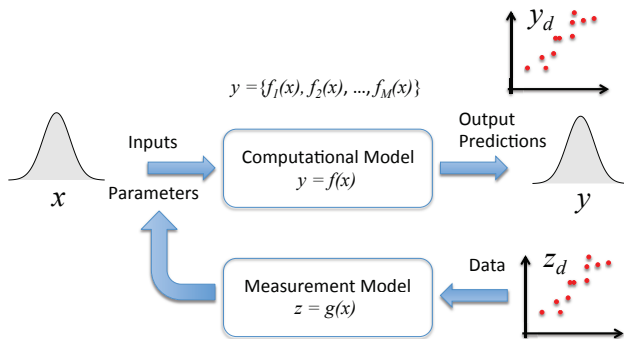 y_d
y = {f_1(x), f_2(x), ..., f_M(x)}
Inputs
Computational Model
y = f(x)
Output
Predictions
x
Parameters
y
Measurement Model
z = g(x)
Data
z_d